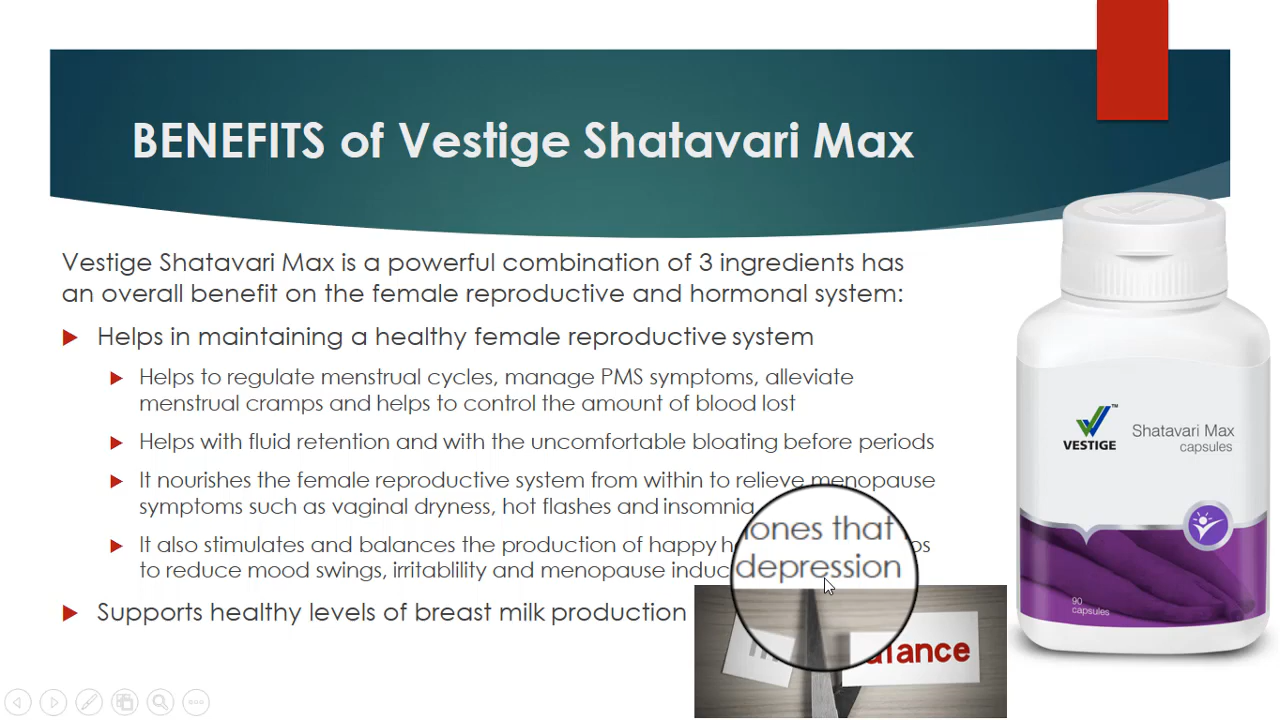 BENEFITS of Vestige Shatavari Max
Vestige Shatavari Max is a powerful combination of 3 ingredients has
an overall benefit on the female reproductive and hormonal system:
Helps in maintaining a healthy female reproductive system
Helps to regulate menstrual cycles, manage PMS symptoms, alleviate
menstrual cramps and helps to control the amount of blood lost
Helps with fluid retention and with the uncomfortable bloating before periods
It nourishes the female reproductive system from within to relieve menopause
symptoms such as vaginal dryness, hot flashes and insomnia
It also stimulates and balances the production of happy h ones that ps
to reduce mood swings, irritablility and menopause induc depression
Supports healthy levels of breast milk production
alance
VESTIGE™
Shatavari Max
capsules
90
capsules